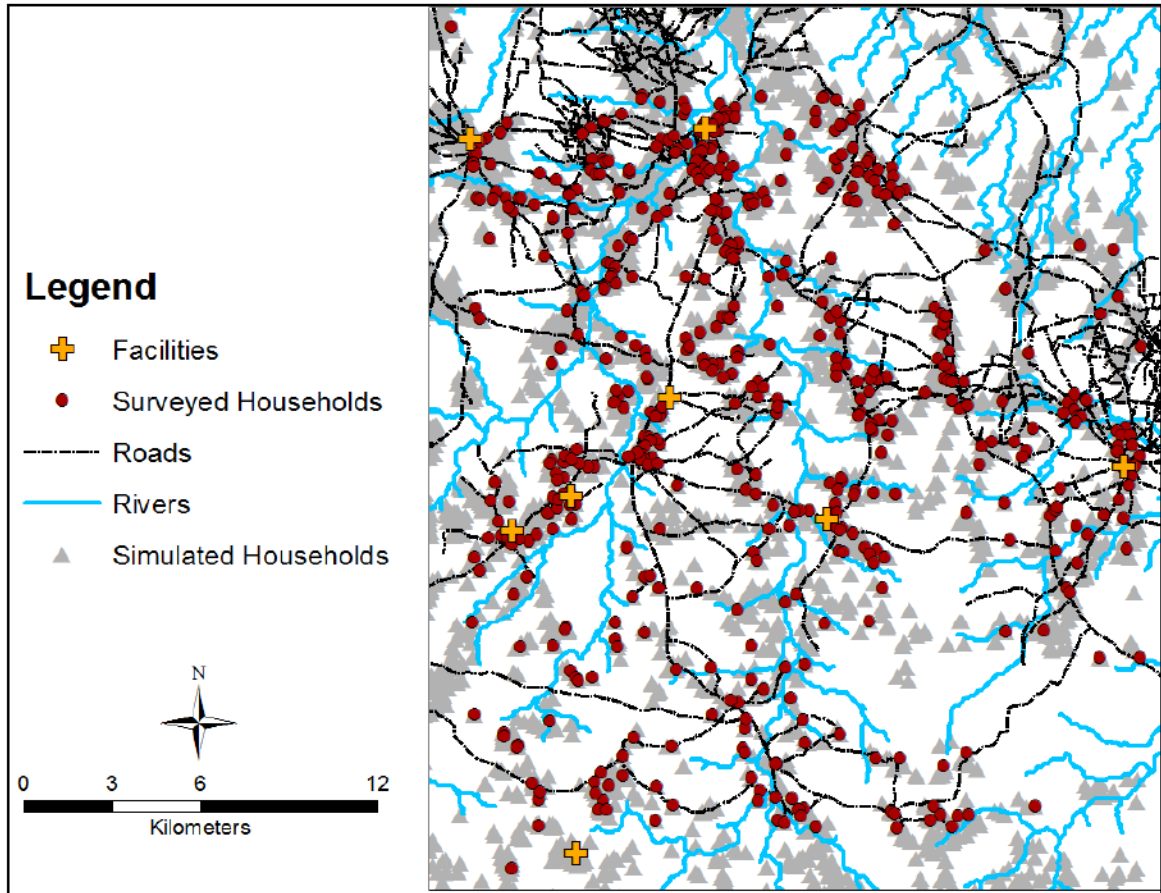 Legend
Facilities
Surveyed Households
Roads
Rivers
Simulated Households
N
0 3 6 12
Kilometers